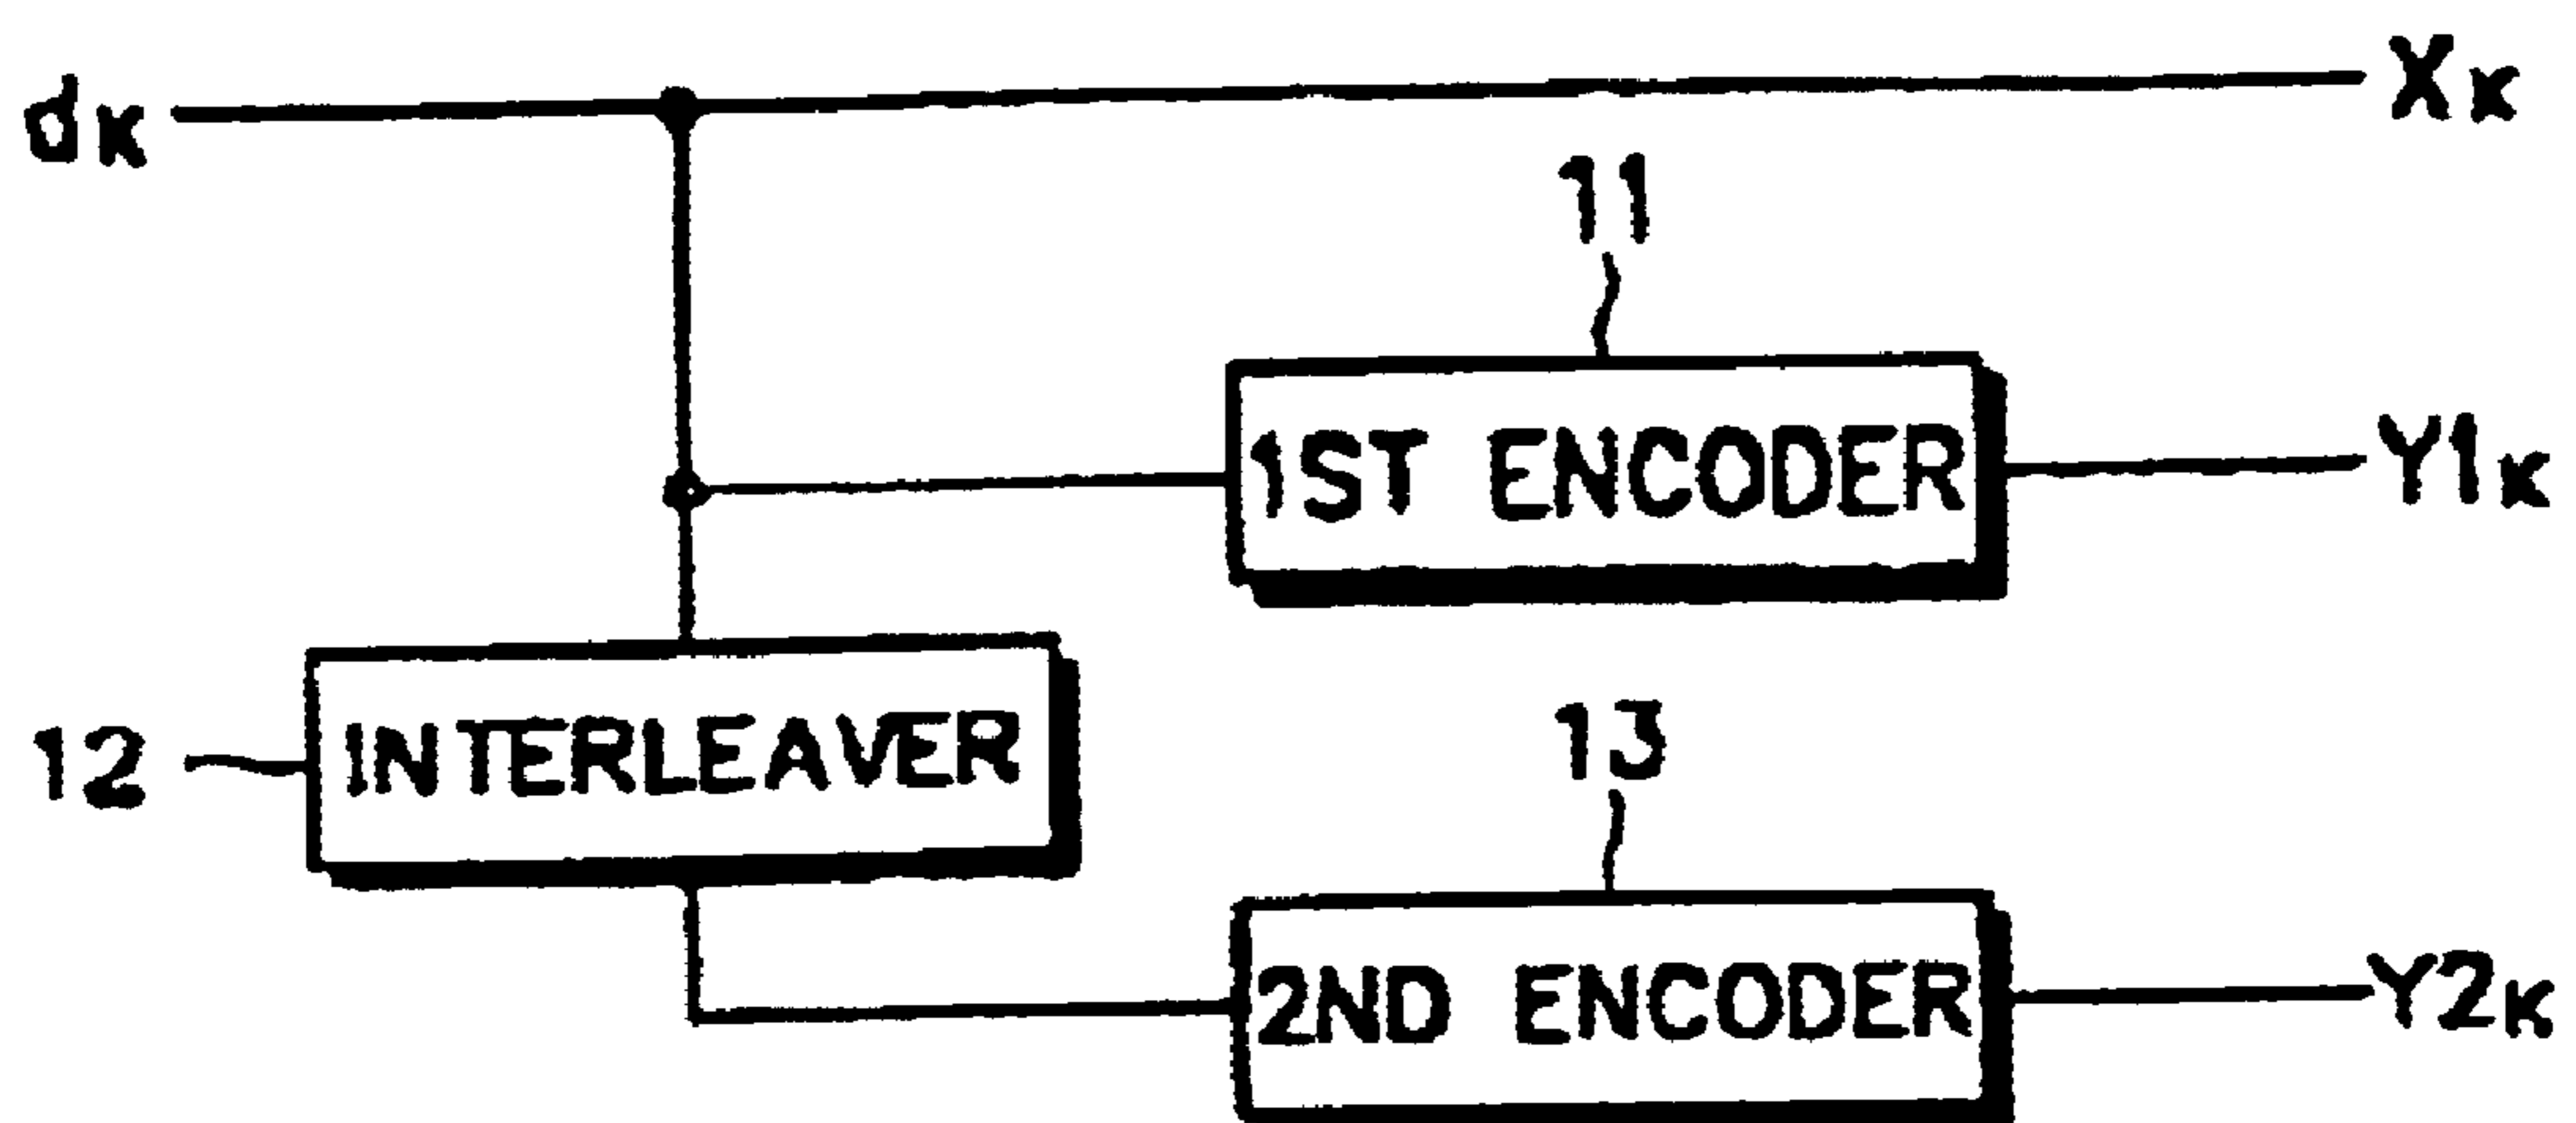 dK
XK
11
1ST ENCODER
Y1K
12
INTERLEAVER
13
2ND ENCODER
Y2K